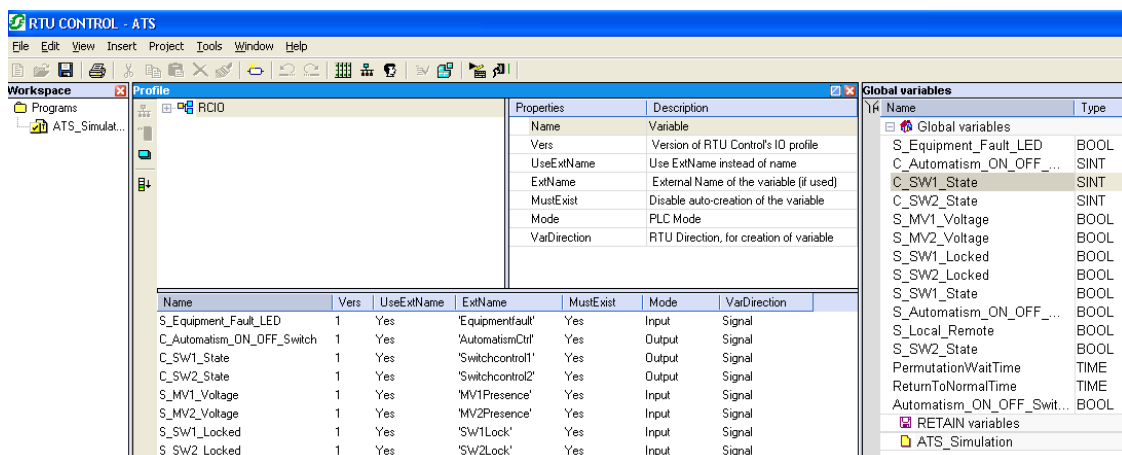 RTU CONTROL - ATS
File Edit View Insert Project Tools Window Help
Workspace
Programs
ATS_Simulat...
Profile
RCIO
Properties Description
Name Variable
Vers Version of RTU Control's IO profile
UseExtName Use ExtName instead of name
ExtName External Name of the variable (if used)
MustExist Disable auto-creation of the variable
Mode PLC Mode
VarDirection RTU Direction, for creation of variable
Name Vers UseExtName ExtName MustExist Mode VarDirection
S_Equipment_Fault_LED 1 Yes 'Equipmentfault' Yes Input Signal
C_Automatism_ON_OFF_Switch 1 Yes 'AutomatismCtrl' Yes Output Signal
C_SW1_State 1 Yes 'Switchcontrol1' Yes Output Signal
C_SW2_State 1 Yes 'Switchcontrol2' Yes Output Signal
S_MV1_Voltage 1 Yes 'MV1Presence' Yes Input Signal
S_MV2_Voltage 1 Yes 'MV2Presence' Yes Input Signal
S_SW1_Locked 1 Yes 'SW1Lock' Yes Input Signal
S_SW2_Locked 1 Yes 'SW2Lock' Yes Input Signal
Global variables
Name Type
Global variables
S_Equipment_Fault_LED BOOL
C_Automatism_ON_OFF_... SINT
C_SW1_State SINT
C_SW2_State SINT
S_MV1_Voltage BOOL
S_MV2_Voltage BOOL
S_SW1_Locked BOOL
S_SW2_Locked BOOL
S_SW1_State BOOL
S_Automatism_ON_OFF_... BOOL
S_Local_Remote BOOL
S_SW2_State BOOL
PermutationWaitTime TIME
ReturnToNormalTime TIME
Automatism_ON_OFF_Swit... BOOL
RETAIN variables
ATS_Simulation